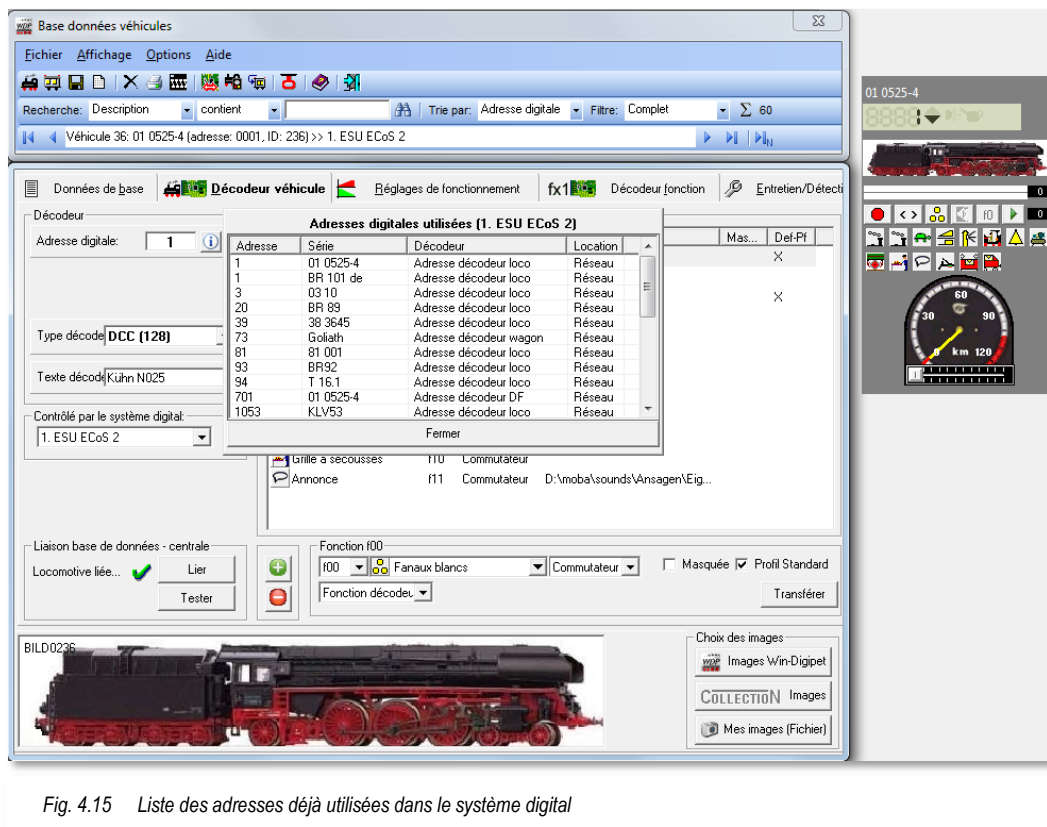 Base données véhicules
Fichier Affichage Options Aide
Recherche: Description contient Trie par: Adresse digitale Filtre: Complet Σ 60
Véhicule 36: 01 0525-4 (adresse: 0001, ID: 236) >> 1. ESU ECoS 2
Données de base Décodeur véhicule Réglages de fonctionnement fx1 Décodeur fonction Entretien/Détecti
Décodeur
Adresse digitale: 1
Type décode DCC (128)
Texte décode Kühn N025
Contrôlé par le système digital:
1. ESU ECoS 2
Adresses digitales utilisées (1. ESU ECoS 2)
Adresse Série Décodeur Location
1 01 0525-4 Adresse décodeur loco Réseau
1 BR 101 de Adresse décodeur loco Réseau
3 03 10 Adresse décodeur loco Réseau
20 BR 89 Adresse décodeur loco Réseau
39 38 3645 Adresse décodeur loco Réseau
73 Goliath Adresse décodeur wagon Réseau
81 81 001 Adresse décodeur loco Réseau
93 BR92 Adresse décodeur loco Réseau
94 T 16.1 Adresse décodeur loco Réseau
701 01 0525-4 Adresse décodeur DF Réseau
1053 KLV53 Adresse décodeur loco Réseau
Fermer
Mas... Def-Pf
X
X
Grille à secousses f10 Commutateur
Annonce f11 Commutateur D:\moba\sounds\Ansagen\Eig...
Liaison base de données - centrale
Locomotive liée... Lier
Tester
Fonction f00
f00 Fanaux blancs Commutateur Masquée Profil Standard
Fonction décodeu Transférer
BILD0236
Choix des images
WDP Images Win-Digipet
COLLECTION Images
Mes images (Fichier)
01 0525-4
1
0
f0 0
30 60 90
0 km 120
Fig. 4.15 Liste des adresses déjà utilisées dans le système digital